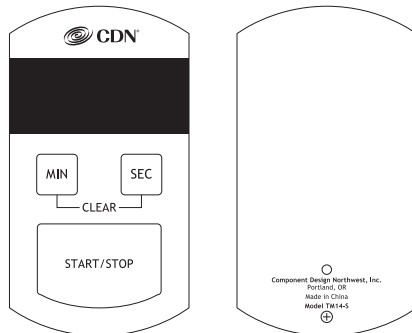 CDN®
MIN SEC
CLEAR
START/STOP
Component Design Northwest, Inc.
Portland, OR
Made in China
Model TM14-S